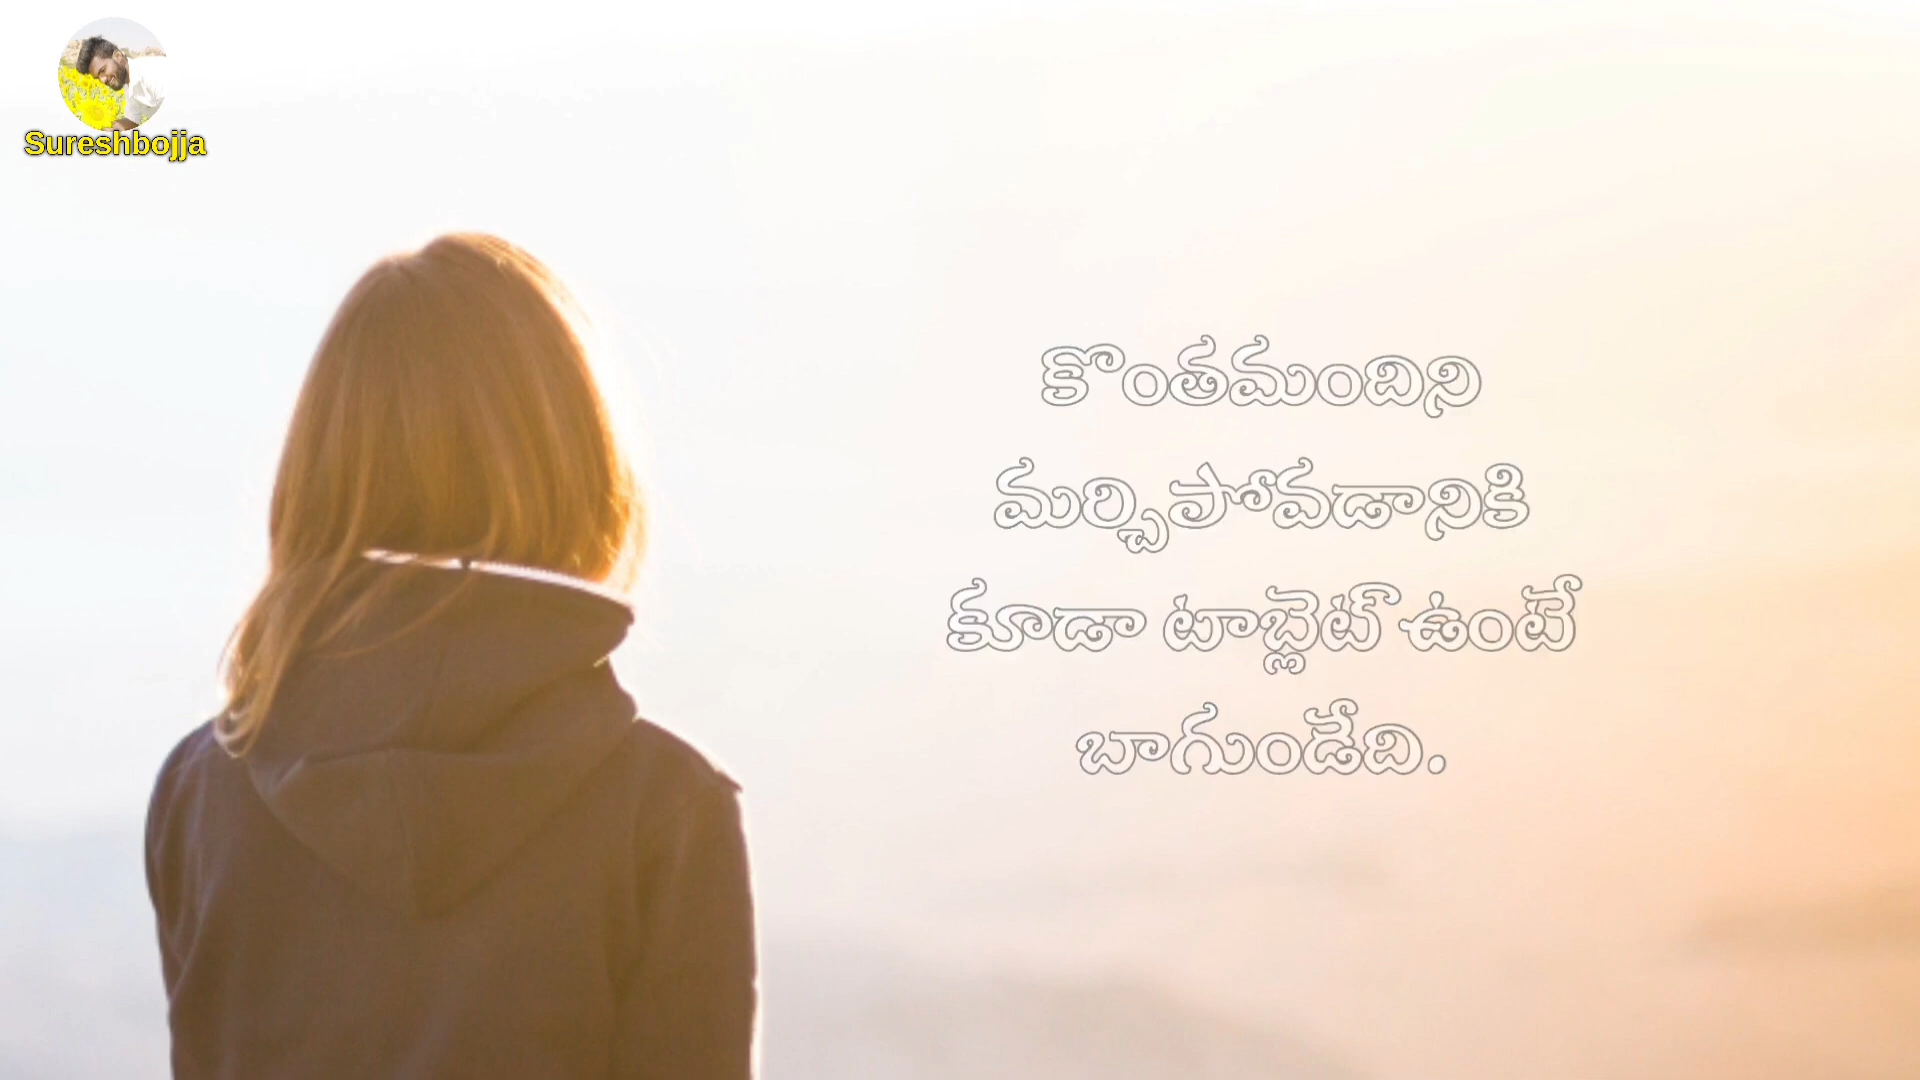 Sureshbojja
కొంతమందిని
మర్చిపోవడానికి
కూడా టాబ్లెట్ ఉంటే
బాగుండేది.